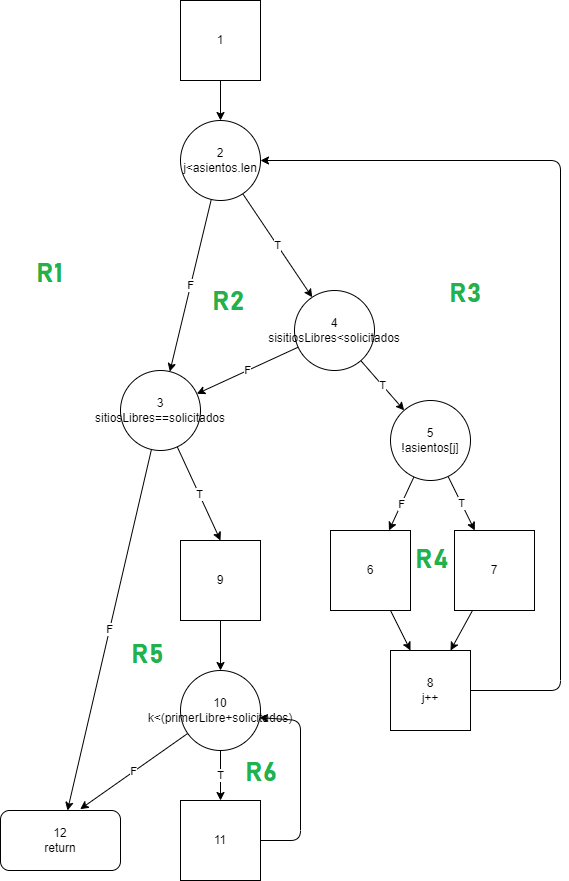 1
2
j<asientos.len
T
R1
F
R2
R3
4
sisitiosLibres<solicitados
F
T
3
sitiosLibres==solicitados
5
!asientos[j]
T
F
T
R4
9
6
7
F
R5
8
j++
10
k<(primerLibre+solicitados)
F
T
R6
12
return
11